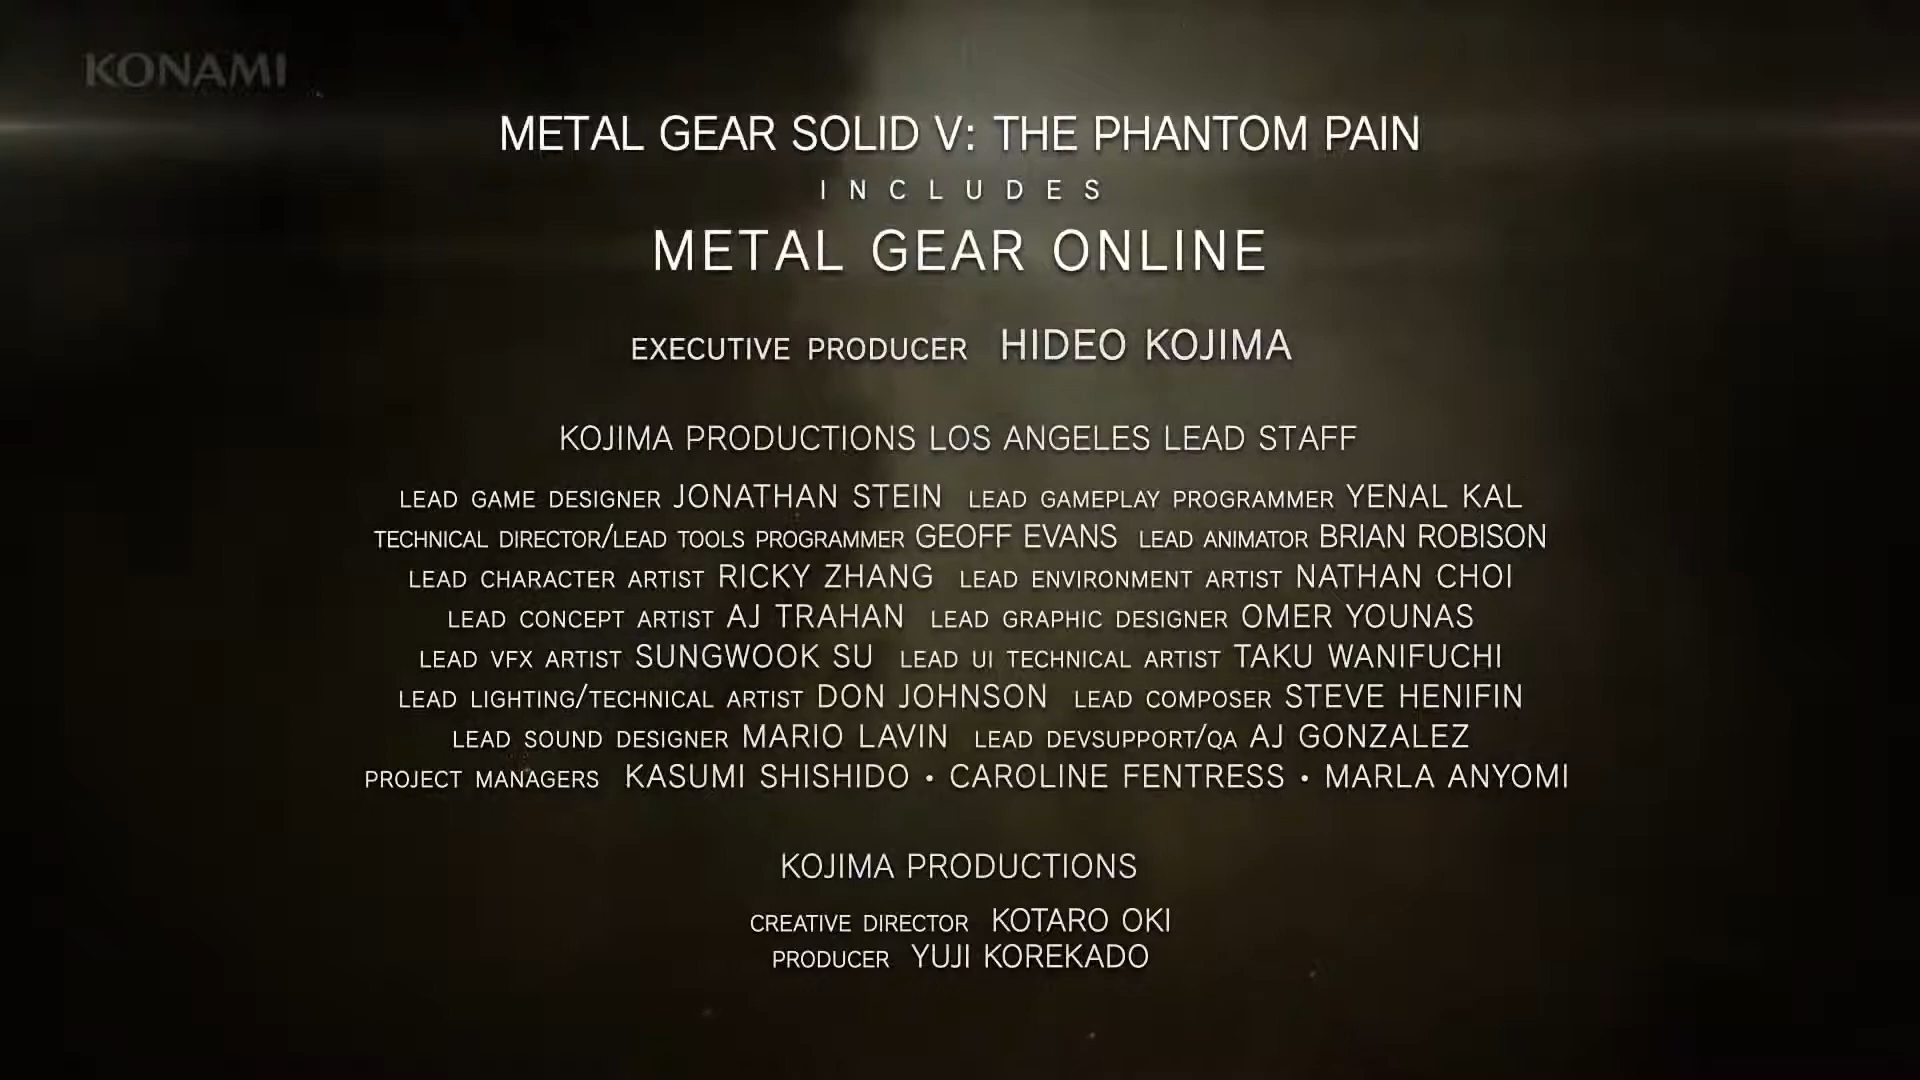 KONAMI
METAL GEAR SOLID V: THE PHANTOM PAIN
INCLUDES
METAL GEAR ONLINE
EXECUTIVE PRODUCER HIDEO KOJIMA
KOJIMA PRODUCTIONS LOS ANGELES LEAD STAFF
LEAD GAME DESIGNER JONATHAN STEIN LEAD GAMEPLAY PROGRAMMER YENAL KAL
TECHNICAL DIRECTOR/LEAD TOOLS PROGRAMMER GEOFF EVANS LEAD ANIMATOR BRIAN ROBISON
LEAD CHARACTER ARTIST RICKY ZHANG LEAD ENVIRONMENT ARTIST NATHAN CHOI
LEAD CONCEPT ARTIST AJ TRAHAN LEAD GRAPHIC DESIGNER OMER YOUNAS
LEAD VFX ARTIST SUNGWOOK SU LEAD UI TECHNICAL ARTIST TAKU WANIFUCHI
LEAD LIGHTING/TECHNICAL ARTIST DON JOHNSON LEAD COMPOSER STEVE HENIFIN
LEAD SOUND DESIGNER MARIO LAVIN LEAD DEVSUPPORT/QA AJ GONZALEZ
PROJECT MANAGERS KASUMI SHISHIDO • CAROLINE FENTRESS • MARLA ANYOMI
KOJIMA PRODUCTIONS
CREATIVE DIRECTOR KOTARO OKI
PRODUCER YUJI KOREKADO